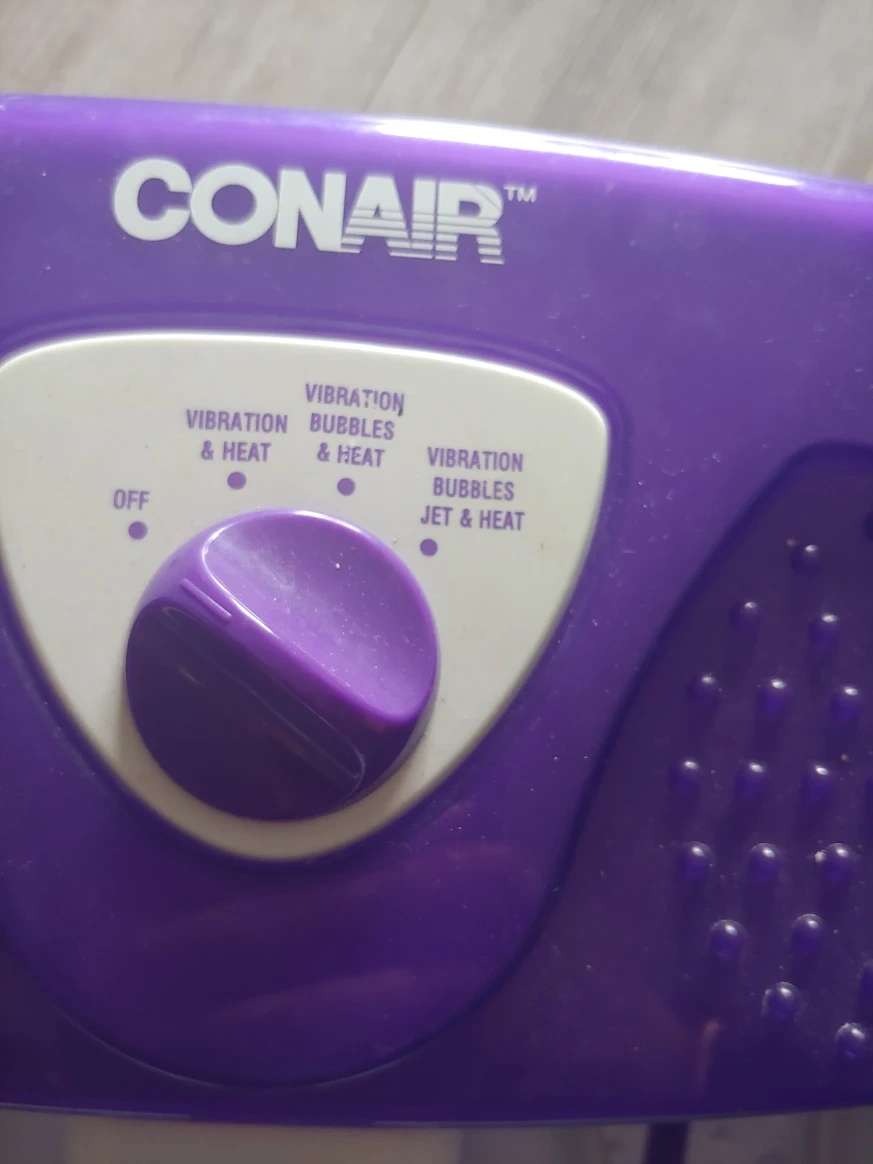 CONAIR™
OFF
VIBRATION
& HEAT
VIBRATION
BUBBLES
& HEAT
VIBRATION
BUBBLES
JET & HEAT